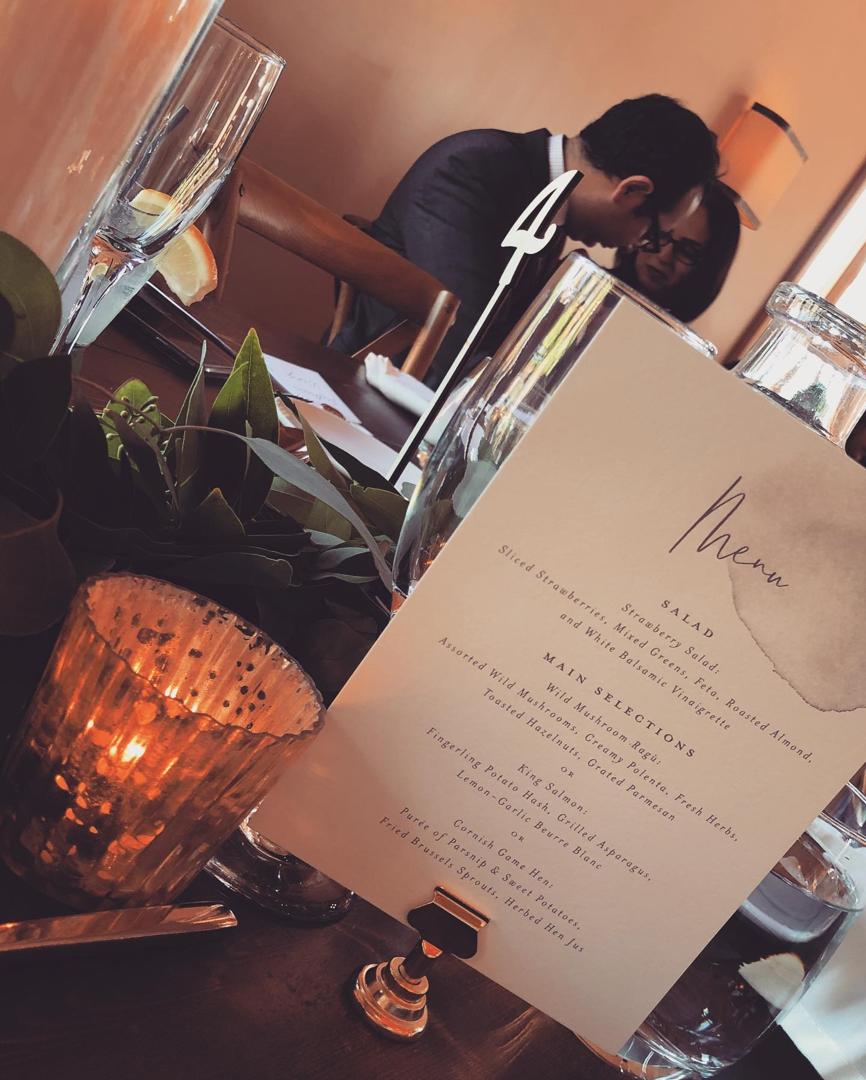 4
Menu
SALAD
Strawberry Salad:
Sliced Strawberries, Mixed Greens, Feta, Roasted Almond,
and White Balsamic Vinaigrette
MAIN SELECTIONS
Wild Mushroom Ragù:
Assorted Wild Mushrooms, Creamy Polenta, Fresh Herbs,
Toasted Hazelnuts, Grated Parmesan
OR
King Salmon:
Fingerling Potato Hash, Grilled Asparagus,
Lemon-Garlic Beurre Blanc
OR
Cornish Game Hen:
Purée of Parsnip & Sweet Potatoes,
Fried Brussels Sprouts, Herbed Hen Jus